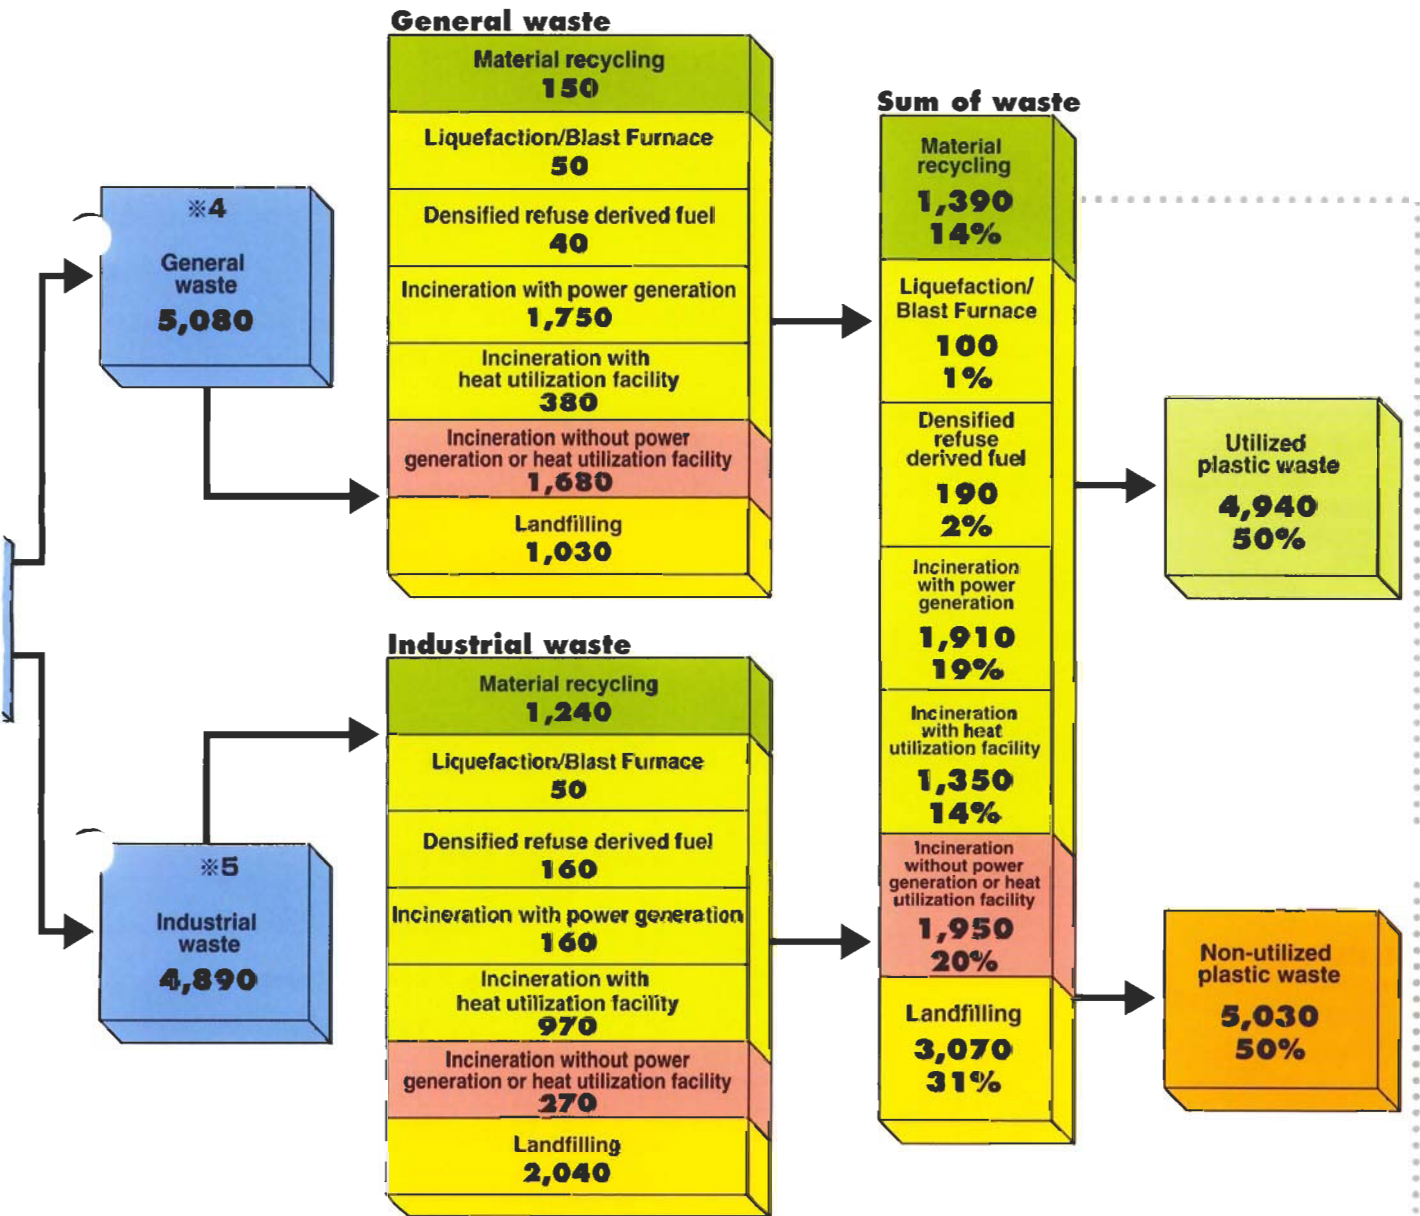 General waste
Material recycling
150
Liquefaction/Blast Furnace
50
Densified refuse derived fuel
40
Incineration with power generation
1,750
Incineration with
heat utilization facility
380
Incineration without power
generation or heat utilization facility
1,680
Landfilling
1,030
※4
General
waste
5,080
Industrial waste
Material recycling
1,240
Liquefaction/Blast Furnace
50
Densified refuse derived fuel
160
Incineration with power generation
160
Incineration with
heat utilization facility
970
Incineration without power
generation or heat utilization facility
270
Landfilling
2,040
※5
Industrial
waste
4,890
Sum of waste
Material
recycling
1,390
14%
Liquefaction/
Blast Furnace
100
1%
Densified
refuse
derived fuel
190
2%
Incineration
with power
generation
1,910
19%
Incineration
with heat
utilization facility
1,350
14%
Incineration
without power
generation or heat
utilization facility
1,950
20%
Landfilling
3,070
31%
Utilized
plastic waste
4,940
50%
Non-utilized
plastic waste
5,030
50%